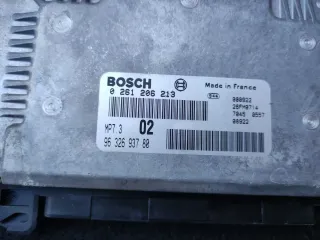 BOSCH
Made in France
0 261 206 213
MP7.3 02
96 326 937 80